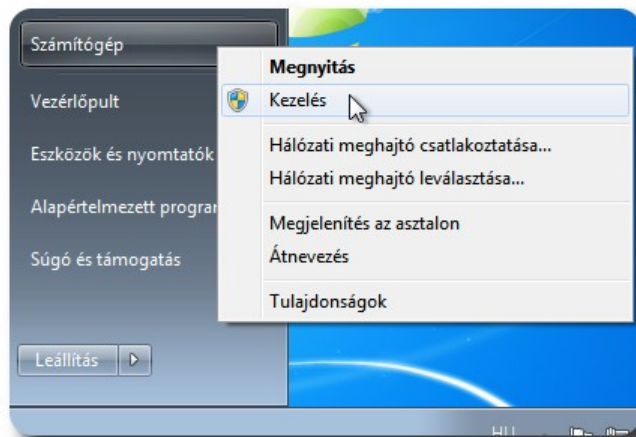 Számítógép
Vezérlőpult
Eszközök és nyomtatók
Alapértelmezett program
Súgó és támogatás
Leállítás
Megnyitás
Kezelés
Hálózati meghajtó csatlakoztatása...
Hálózati meghajtó leválasztása...
Megjelenítés az asztalon
Átnevezés
Tulajdonságok
HU